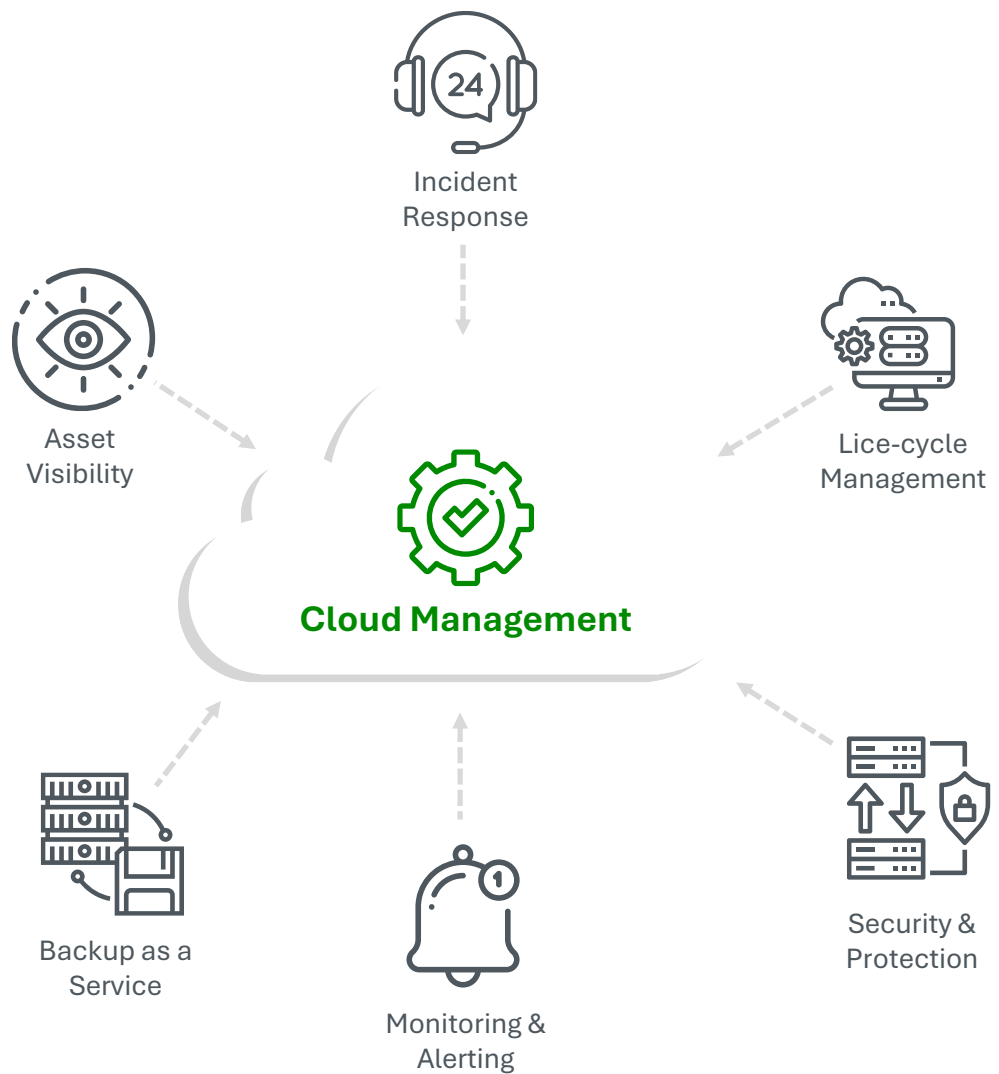 24
Incident
Response
Asset
Visibility
Lice-cycle
Management
Cloud Management
Backup as a
Service
1
Monitoring &
Alerting
Security &
Protection